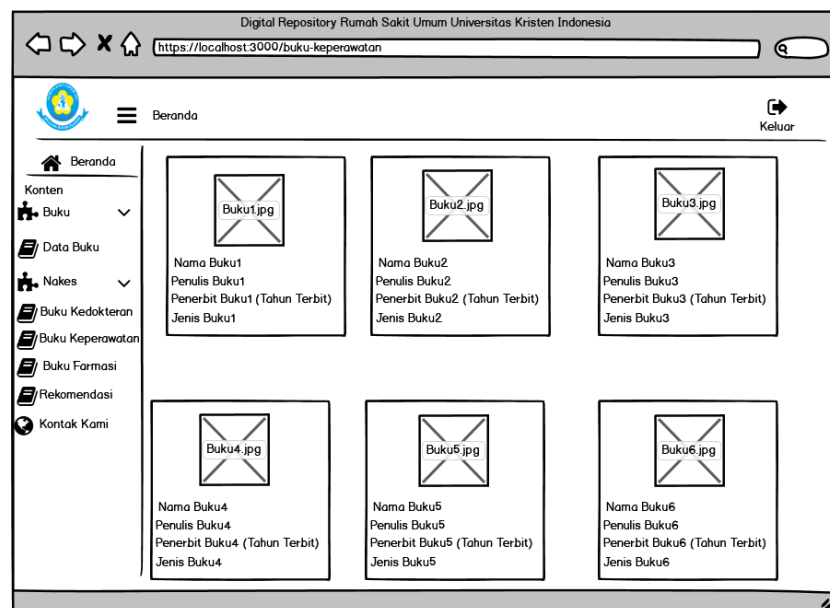 Digital Repository Rumah Sakit Umum Universitas Kristen Indonesia
https://localhost:3000/buku-keperawatan
Beranda
Keluar
Beranda
Konten
Buku
Data Buku
Nakes
Buku Kedokteran
Buku Keperawatan
Buku Farmasi
Rekomendasi
Kontak Kami
Buku1.jpg
Nama Buku1
Penulis Buku1
Penerbit Buku1 (Tahun Terbit)
Jenis Buku1
Buku2.jpg
Nama Buku2
Penulis Buku2
Penerbit Buku2 (Tahun Terbit)
Jenis Buku2
Buku3.jpg
Nama Buku3
Penulis Buku3
Penerbit Buku3 (Tahun Terbit)
Jenis Buku3
Buku4.jpg
Nama Buku4
Penulis Buku4
Penerbit Buku4 (Tahun Terbit)
Jenis Buku4
Buku5.jpg
Nama Buku5
Penulis Buku5
Penerbit Buku5 (Tahun Terbit)
Jenis Buku5
Buku6.jpg
Nama Buku6
Penulis Buku6
Penerbit Buku6 (Tahun Terbit)
Jenis Buku6